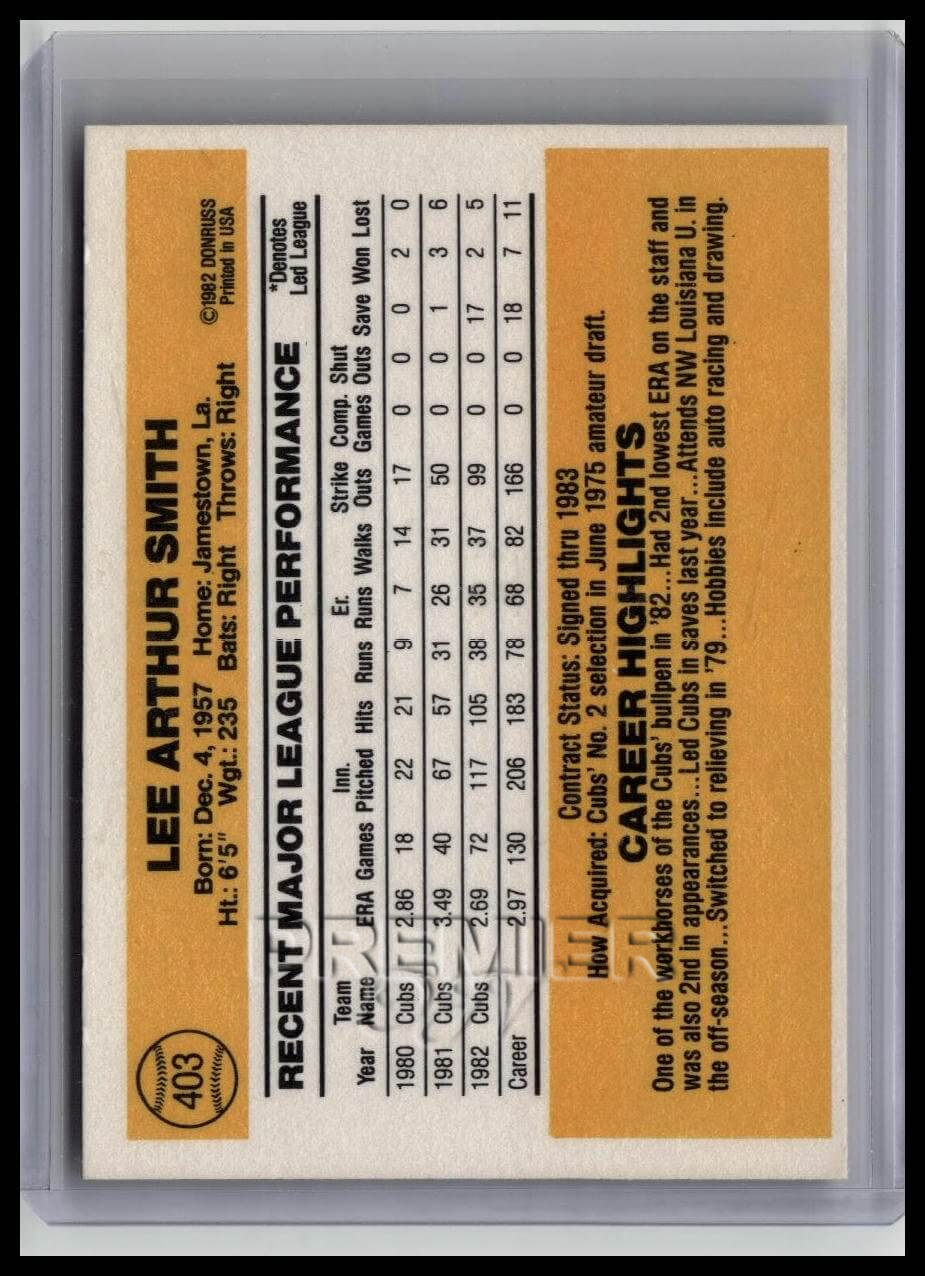 403
LEE ARTHUR SMITH
Born: Dec. 4, 1957 Home: Jamestown, La.
Ht.: 6'5" Wgt.: 235 Bats: Right Throws: Right
©1982 DONRUSS
Printed in USA
RECENT MAJOR LEAGUE PERFORMANCE
*Denotes
Led League
Team Inn. Er. Strike Comp. Shut
Year Name ERA Games Pitched Hits Runs Runs Walks Outs Games Outs Save Won Lost
1980 Cubs 2.86 18 22 21 9 7 14 17 0 0 0 2 0
1981 Cubs 3.49 40 67 57 31 26 31 50 0 0 1 3 6
1982 Cubs 2.69 72 117 105 38 35 37 99 0 0 17 2 5
Career 2.97 130 206 183 78 68 82 166 0 0 18 7 11
Contract Status: Signed thru 1983
How Acquired: Cubs' No. 2 selection in June 1975 amateur draft.
CAREER HIGHLIGHTS
One of the workhorses of the Cubs' bullpen in '82...Had 2nd lowest ERA on the staff and
was also 2nd in appearances...Led Cubs in saves last year...Attends NW Louisiana U. in
the off-season...Switched to relieving in '79...Hobbies include auto racing and drawing.
PREMIER